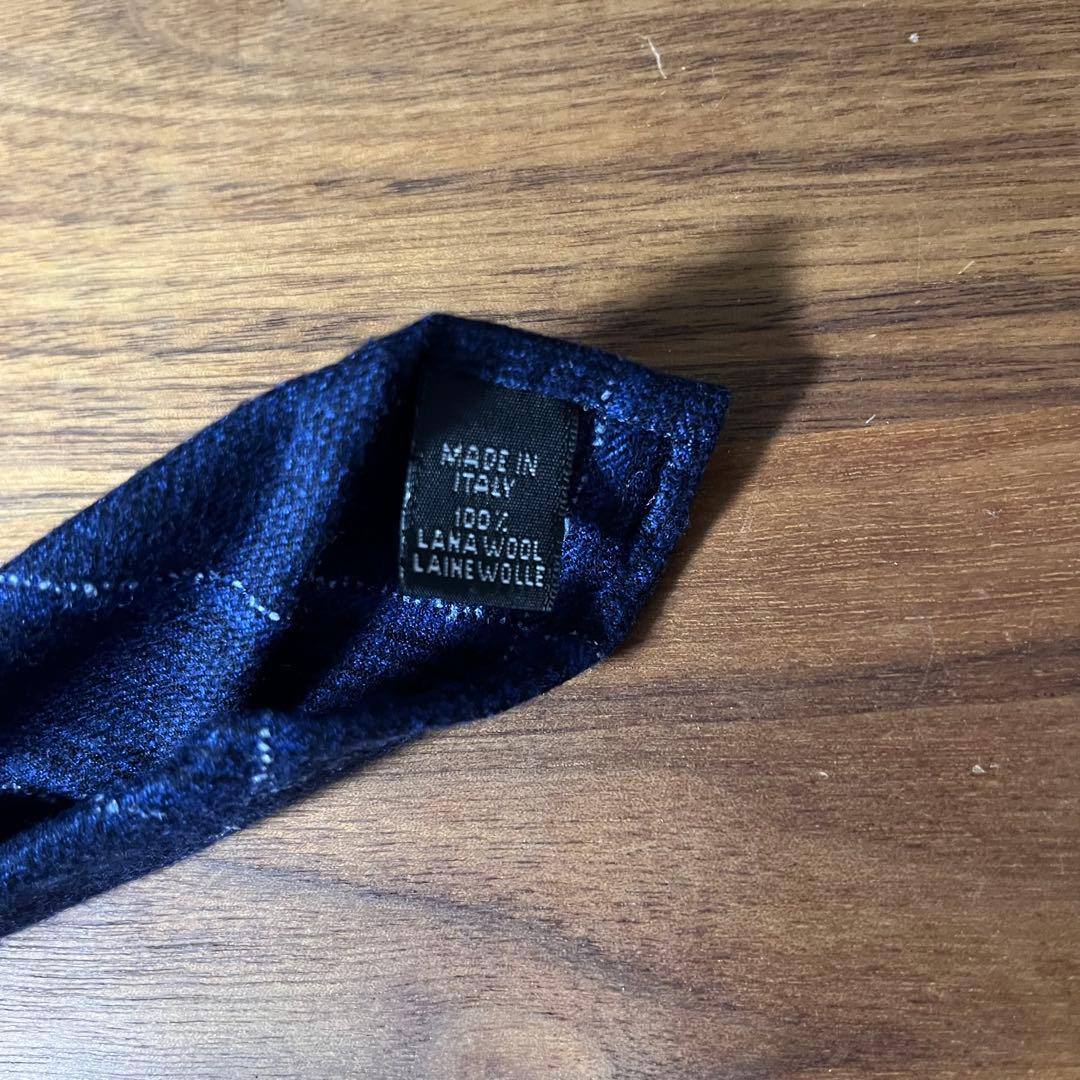 MADE IN
ITALY
100%
LANA WOOL
LAINE WOLLE